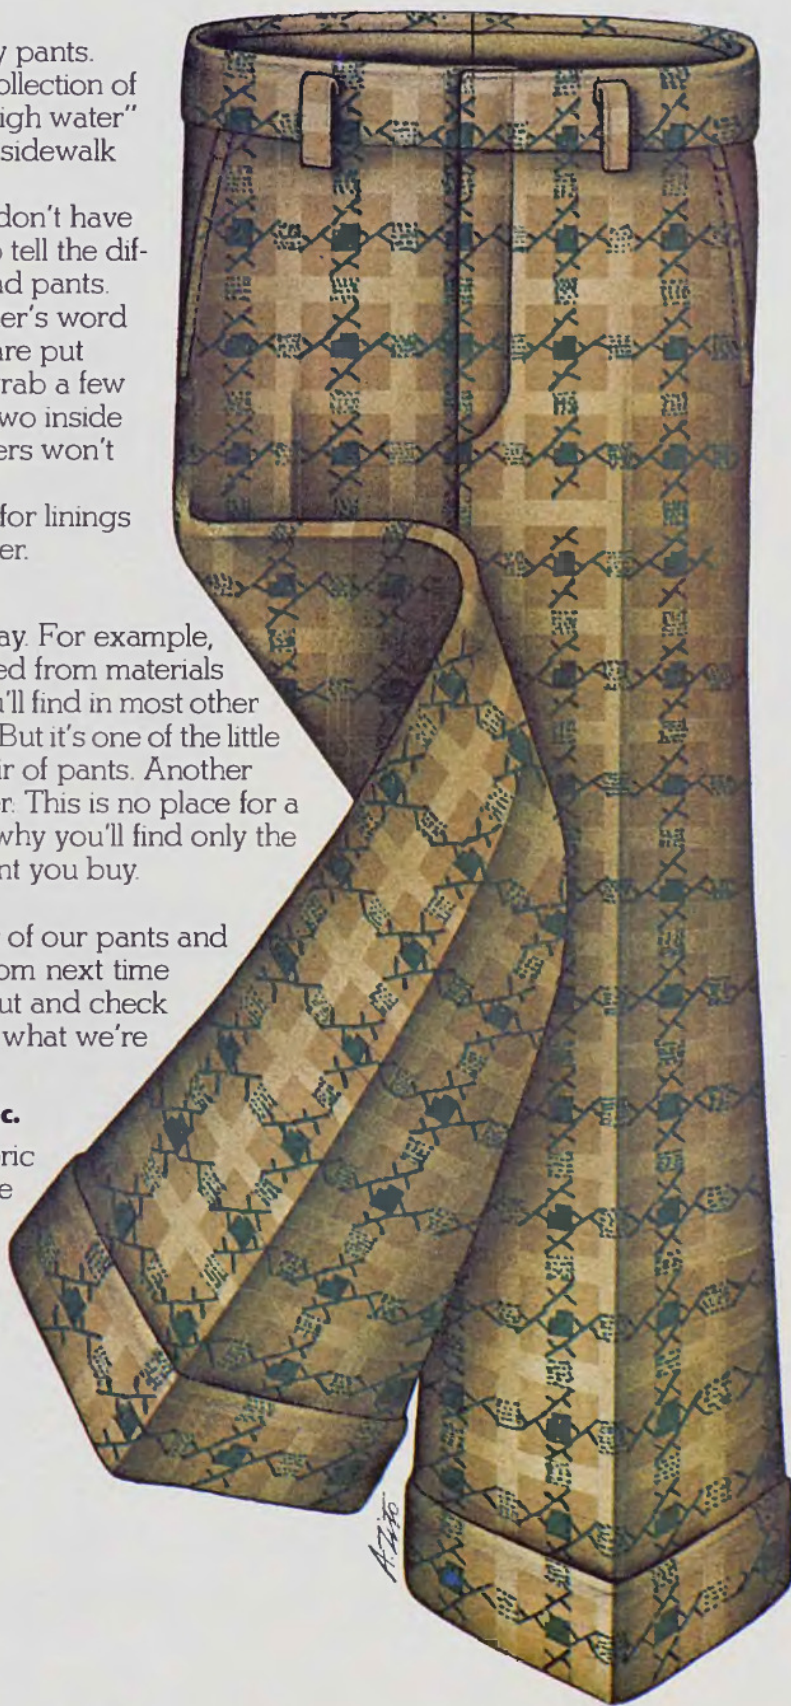 y pants.
ollection of
igh water"
sidewalk
don't have
o tell the dif-
nd pants.
er's word
are put
rab a few
two inside
ers won't
for linings
er.
ay. For example,
ed from materials
u'll find in most other
But it's one of the little
ir of pants. Another
r. This is no place for a
why you'll find only the
nt you buy.
of our pants and
om next time
ut and check
what we're
c.
ric
e
A. Zito